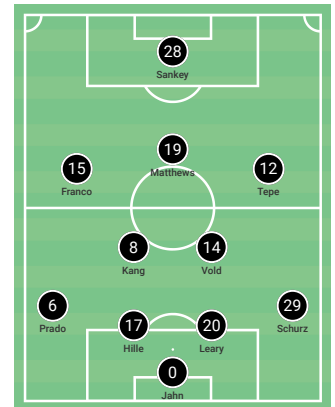 28
Sankey
19
Matthews
15
Franco
12
Tepe
8
Kang
14
Vold
6
Prado
29
Schurz
17
Hille
20
Leary
0
Jahn